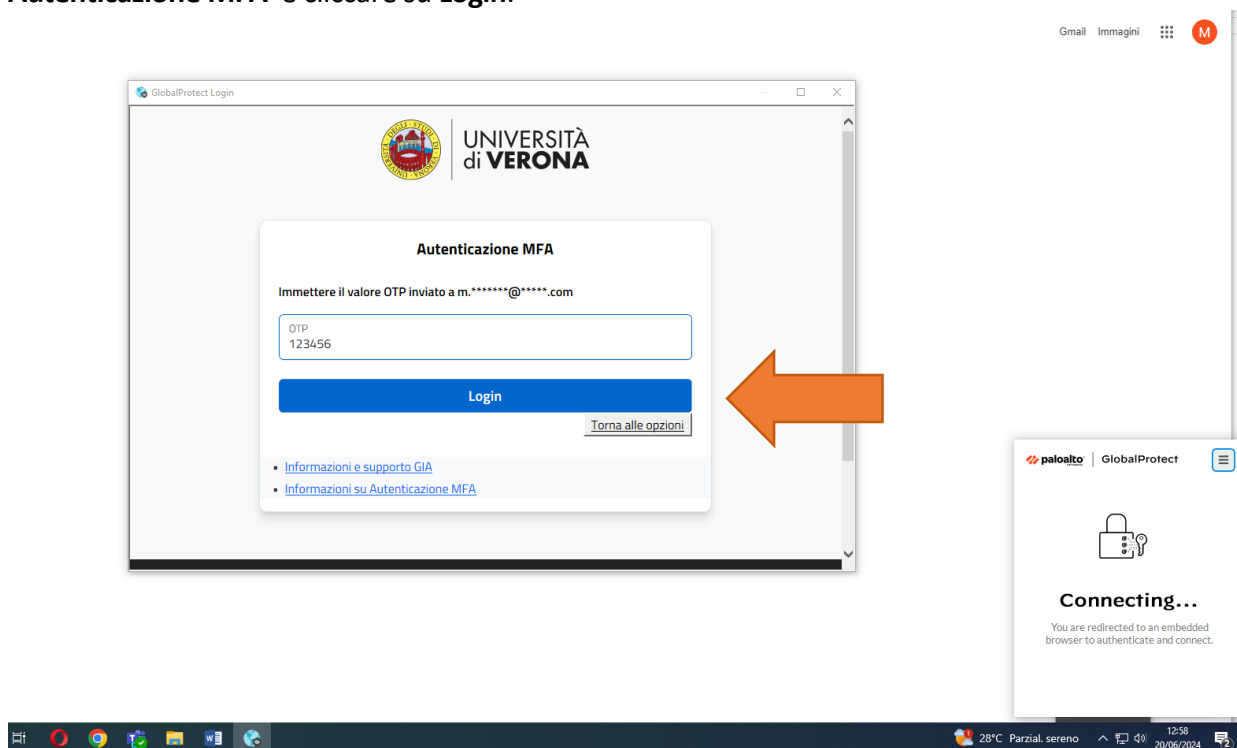 Autenticazione MFA e cliccare su Login.
Gmail Immagini
M
GlobalProtect Login
UNIVERSITÀ
di VERONA
Autenticazione MFA
Immettere il valore OTP inviato a m.*******@*****.com
OTP
123456
Login
Torna alle opzioni
Informazioni e supporto GIA
Informazioni su Autenticazione MFA
paloalto GlobalProtect
Connecting...
You are redirected to an embedded
browser to authenticate and connect.
28°C Parzial. sereno
12:58
20/06/2024
2